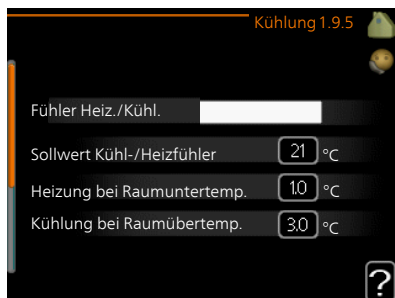 Kühlung 1.9.5
Fühler Heiz./Kühl.
Sollwert Kühl-/Heizfühler 21 °C
Heizung bei Raumuntertemp. 1.0 °C
Kühlung bei Raumübertemp. 3.0 °C
?